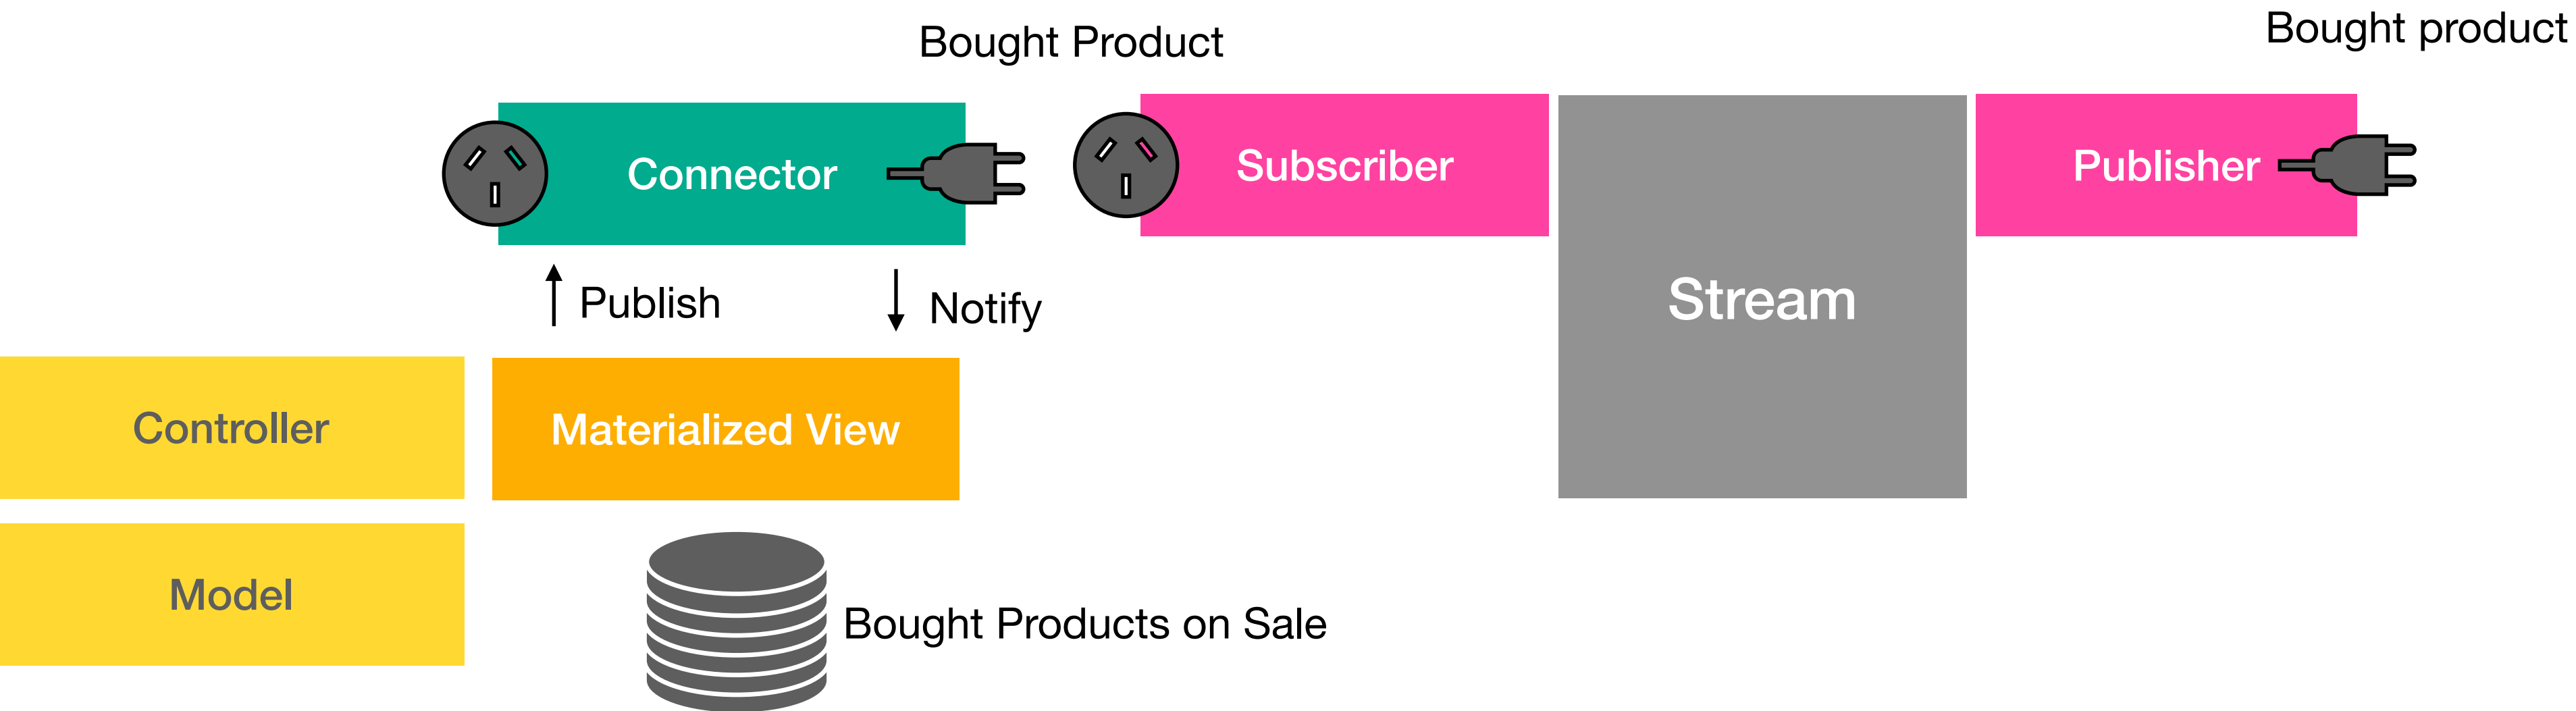 Bought Product
Bought product
Connector
Subscriber
Publisher
Publish
Notify
Stream
Controller
Materialized View
Model
Bought Products on Sale